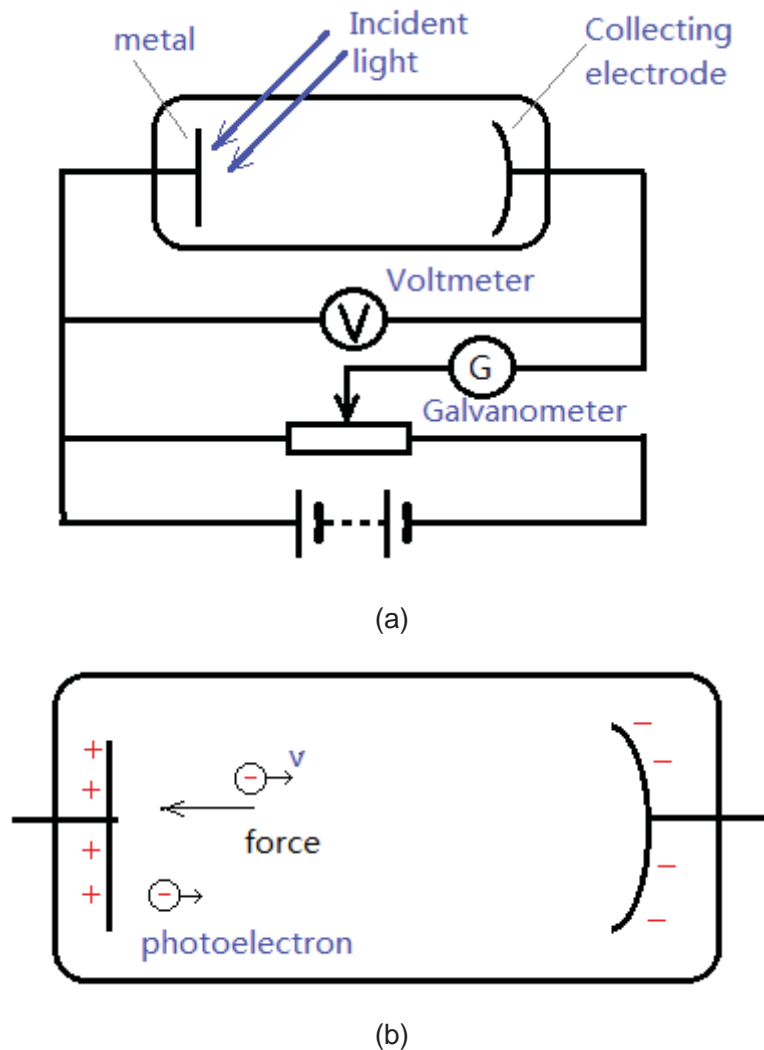 metal
Incident
light
Collecting
electrode
Voltmeter
V
G
Galvanometer
(a)
+
+
+
+
−
−
−
−
− v
force
−
photoelectron
(b)